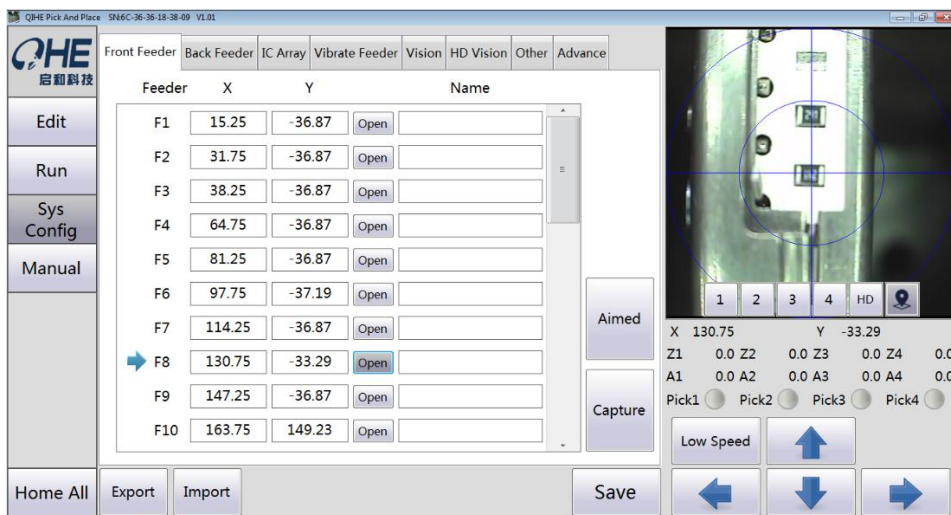 QIHE Pick And Place SN:6C-36-36-18-38-09 V1.01
QHE
启和科技
Edit
Run
Sys
Config
Manual
Home All
Front Feeder Back Feeder IC Array Vibrate Feeder Vision HD Vision Other Advance
Feeder X Y Name
F1 15.25 -36.87 Open
F2 31.75 -36.87 Open
F3 38.25 -36.87 Open
F4 64.75 -36.87 Open
F5 81.25 -36.87 Open
F6 97.75 -37.19 Open
F7 114.25 -36.87 Open
F8 130.75 -33.29 Open
F9 147.25 -36.87 Open
F10 163.75 149.23 Open
Aimed
Capture
Export Import Save
1 2 3 4 HD
X 130.75 Y -33.29
Z1 0.0 Z2 0.0 Z3 0.0 Z4 0.0
A1 0.0 A2 0.0 A3 0.0 A4 0.0
Pick1 Pick2 Pick3 Pick4
Low Speed